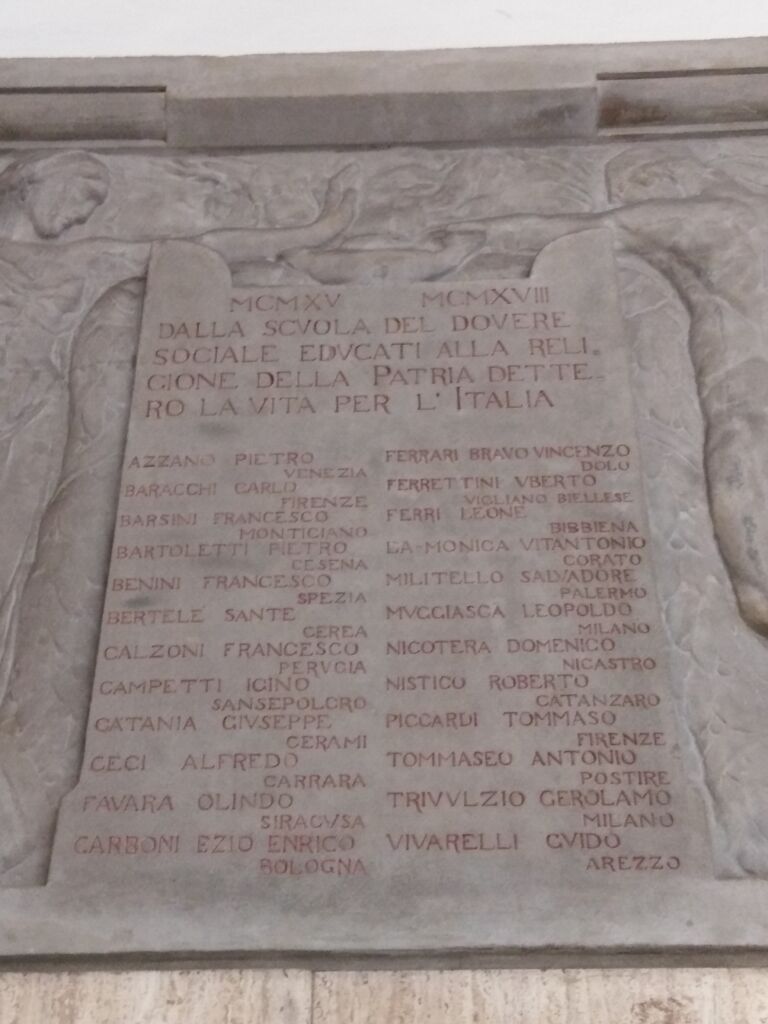 MCMXV MCMXVIII
DALLA SCVOLA DEL DOVERE
SOCIALE EDVCATI ALLA RELI-
GIONE DELLA PATRIA DETTE-
RO LA VITA PER L'ITALIA
AZZANO PIETRO
VENEZIA
BARACCHI CARLO
FIRENZE
BARSINI FRANCESCO
MONTICIANO
BARTOLETTI PIETRO
CESENA
BENINI FRANCESCO
SPEZIA
BERTELE' SANTE
CEREA
CALZONI FRANCESCO
PERVGIA
CAMPETTI IGINO
SANSEPOLCRO
CATANIA GIVSEPPE
CERAMI
CECI ALFREDO
CARRARA
FAVARA OLINDO
SIRACVSA
GARBONI EZIO ENRICO
BOLOGNA
FERRARI BRAVO VINCENZO
DOLO
FERRETTINI VBERTO
VIGLIANO BIELLESE
FERRI LEONE
BIBBIENA
LA-MONICA VITANTONIO
CORATO
MILITELLO SALVADORE
PALERMO
MVGGIASCA LEOPOLDO
MILANO
NICOTERA DOMENICO
NICASTRO
NISTICO ROBERTO
CATANZARO
PICCARDI TOMMASO
FIRENZE
TOMMASEO ANTONIO
POSTIRE
TRIVVLZIO GEROLAMO
MILANO
VIVARELLI GVIDO
AREZZO